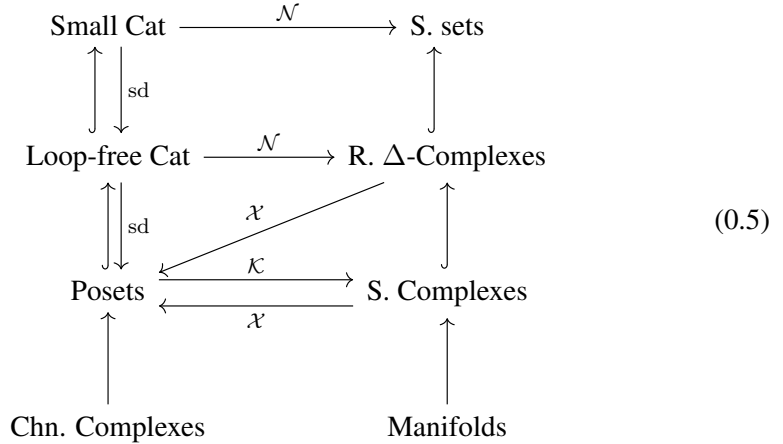 Small Cat 𝒩 S. sets
sd
Loop-free Cat 𝒩 R. Δ-Complexes
sd 𝒳 (0.5)
𝒦
Posets S. Complexes
𝒳
Chn. Complexes Manifolds